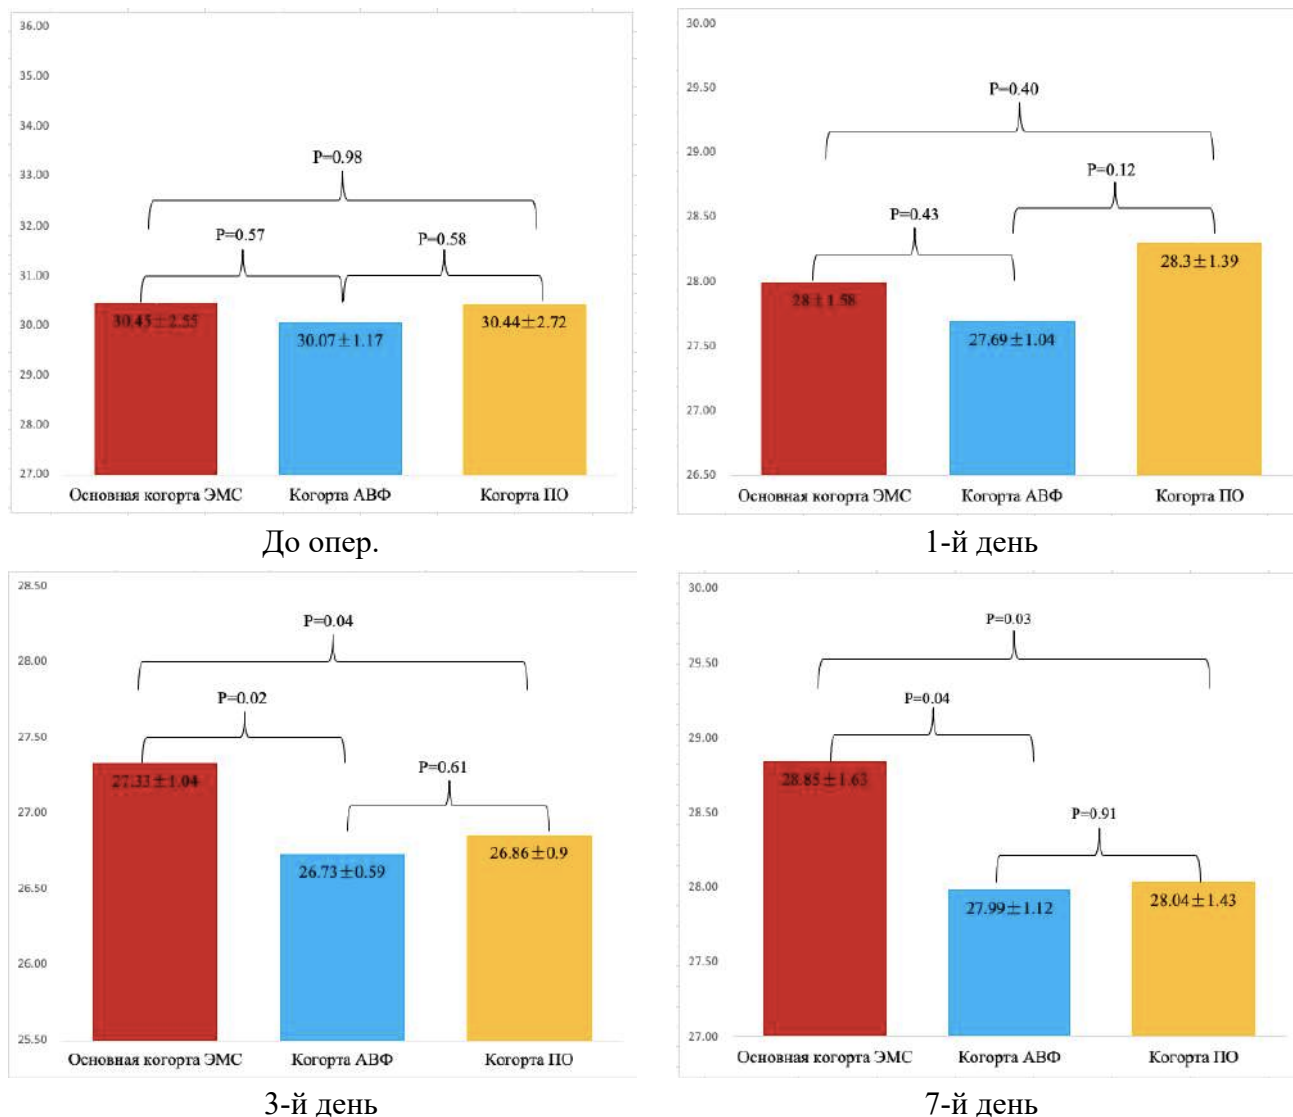 36.00
35.00
34.00
33.00
32.00
31.00
30.00
29.00
28.00
27.00
P=0.98
P=0.57
P=0.58
30.45±2.55
30.07±1.17
30.44±2.72
Основная когорта ЭМС
Когорта АВФ
Когорта ПО
До опер.
30.00
29.50
29.00
28.50
28.00
27.50
27.00
26.50
P=0.40
P=0.12
P=0.43
28±1.58
27.69±1.04
28.3±1.39
Основная когорта ЭМС
Когорта АВФ
Когорта ПО
1-й день
28.50
28.00
27.50
27.00
26.50
26.00
25.50
P=0.04
P=0.02
P=0.61
27.33±1.04
26.73±0.59
26.86±0.9
Основная когорта ЭМС
Когорта АВФ
Когорта ПО
3-й день
30.00
29.50
29.00
28.50
28.00
27.50
27.00
P=0.03
P=0.04
P=0.91
28.85±1.63
27.99±1.12
28.04±1.43
Основная когорта ЭМС
Когорта АВФ
Когорта ПО
7-й день